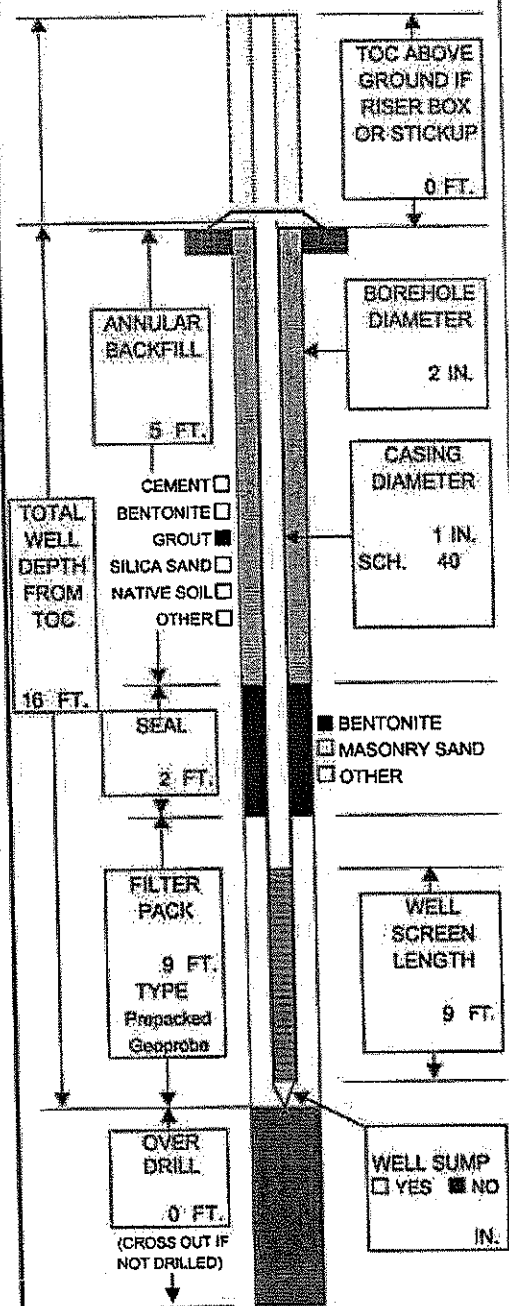 TOC ABOVE
GROUND IF
RISER BOX
OR STICKUP
0 FT.
BOREHOLE
DIAMETER
2 IN.
ANNULAR
BACKFILL
5 FT.
CASING
DIAMETER
1 IN.
SCH. 40
CEMENT □
BENTONITE □
GROUT ■
SILICA SAND □
NATIVE SOIL □
OTHER □
TOTAL
WELL
DEPTH
FROM
TOC
16 FT.
SEAL
2 FT.
■ BENTONITE
□ MASONRY SAND
□ OTHER
FILTER
PACK
9 FT.
TYPE
Prepacked
Geoprobe
WELL
SCREEN
LENGTH
9 FT.
OVER
DRILL
0 FT.
(CROSS OUT IF
NOT DRILLED)
WELL SUMP
□ YES ■ NO
IN.